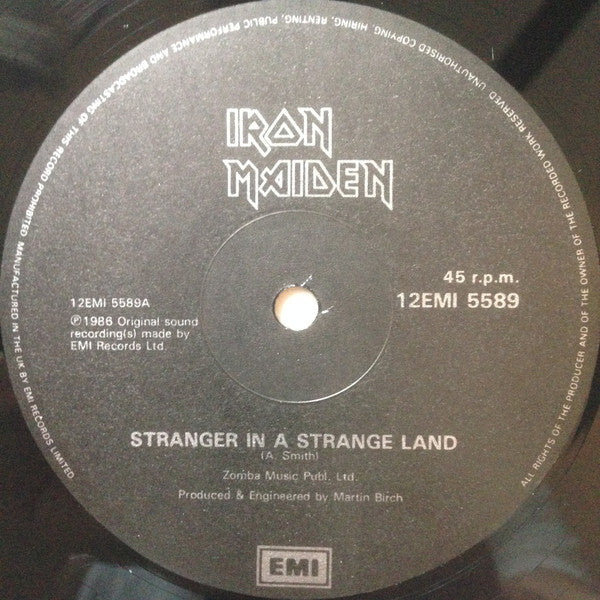 IRON
MAIDEN
45 r.p.m.
12EMI 5589
12EMI 5589A
℗1986 Original sound
recording(s) made by
EMI Records Ltd.
STRANGER IN A STRANGE LAND
(A. Smith)
Zomba Music Publ. Ltd.
Produced & Engineered by Martin Birch
EMI
ALL RIGHTS OF THE PRODUCER AND OF THE OWNER OF THE RECORDED WORK RESERVED. UNAUTHORISED COPYING, HIRING, RENTING, PUBLIC PERFORMANCE AND BROADCASTING OF THIS RECORD PROHIBITED. MANUFACTURED IN THE UK BY EMI RECORDS LIMITED.